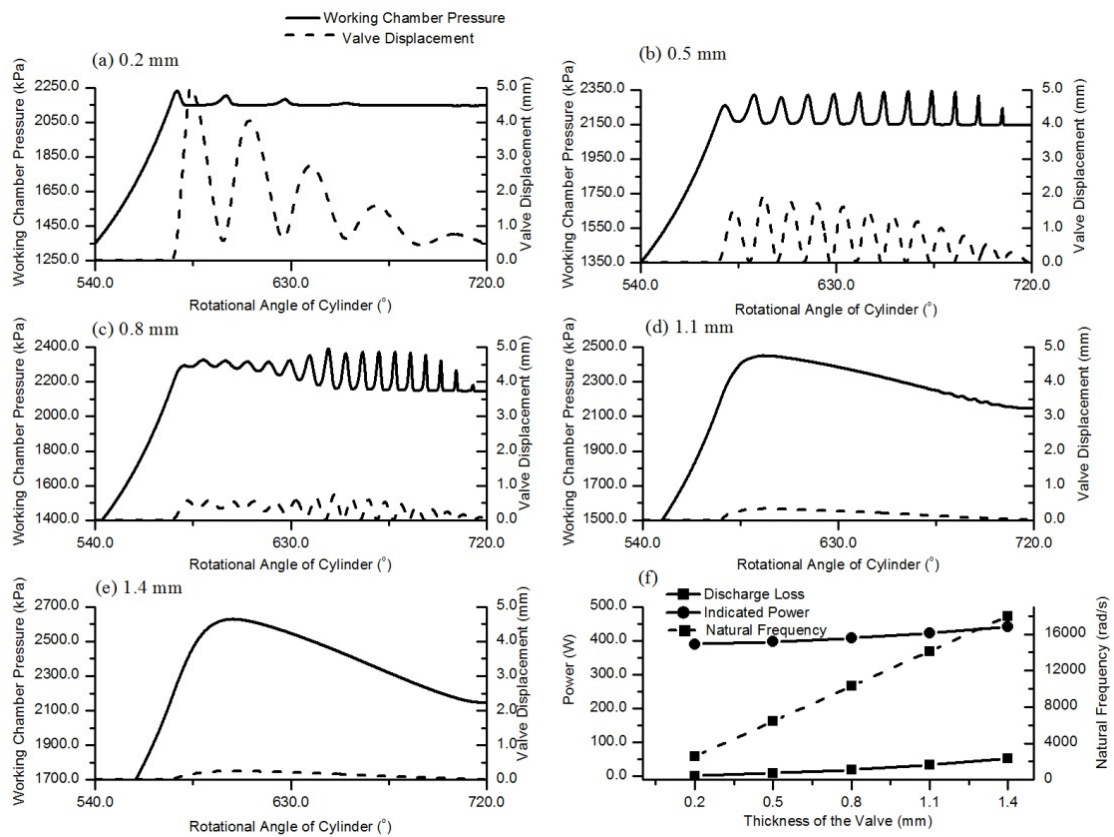 Working Chamber Pressure
Valve Displacement
(a) 0.2 mm
Working Chamber Pressure (kPa)
2250.0
2050.0
1850.0
1650.0
1450.0
1250.0
5.0
4.0
3.0
2.0
1.0
0.0
Valve Displacement (mm)
540.0 630.0 720.0
Rotational Angle of Cylinder (°)
(b) 0.5 mm
Working Chamber Pressure (kPa)
2350.0
2150.0
1950.0
1750.0
1550.0
1350.0
5.0
4.0
3.0
2.0
1.0
0.0
Valve Displacement (mm)
540.0 630.0 720.0
Rotational Angle of Cylinder (°)
(c) 0.8 mm
Working Chamber Pressure (kPa)
2400.0
2200.0
2000.0
1800.0
1600.0
1400.0
5.0
4.0
3.0
2.0
1.0
0.0
Valve Displacement (mm)
540.0 630.0 720.0
Rotational Angle of Cylinder (°)
(d) 1.1 mm
Working Chamber Pressure (kPa)
2500.0
2300.0
2100.0
1900.0
1700.0
1500.0
5.0
4.0
3.0
2.0
1.0
0.0
Valve Displacement (mm)
540.0 630.0 720.0
Rotational Angle of Cylinder (°)
(e) 1.4 mm
Working Chamber Pressure (kPa)
2700.0
2500.0
2300.0
2100.0
1900.0
1700.0
5.0
4.0
3.0
2.0
1.0
0.0
Valve Displacement (mm)
540.0 630.0 720.0
Rotational Angle of Cylinder (°)
(f)
Discharge Loss
Indicated Power
Natural Frequency
Power (W)
500.0
400.0
300.0
200.0
100.0
0.0
16000
12000
8000
4000
0
Natural Frequency (rad/s)
0.2 0.5 0.8 1.1 1.4
Thickness of the Valve (mm)